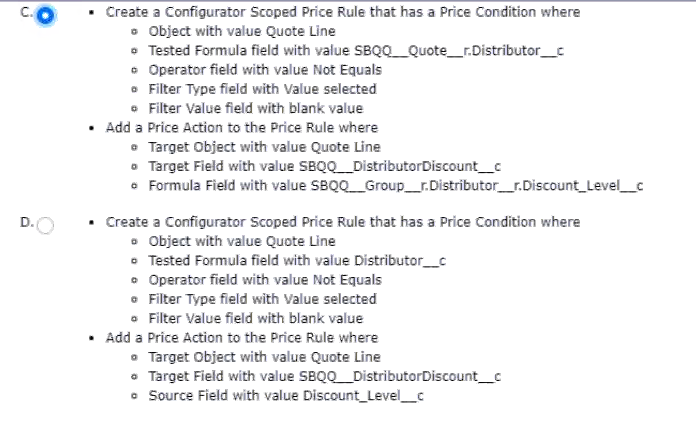 C. • Create a Configurator Scoped Price Rule that has a Price Condition where
o Object with value Quote Line
o Tested Formula field with value SBQQ__Quote__r.Distributor__c
o Operator field with value Not Equals
o Filter Type field with Value selected
o Filter Value field with blank value
• Add a Price Action to the Price Rule where
o Target Object with value Quote Line
o Target Field with value SBQQ__DistributorDiscount__c
o Formula Field with value SBQQ__Group__r.Distributor__r.Discount_Level__c
D. • Create a Configurator Scoped Price Rule that has a Price Condition where
o Object with value Quote Line
o Tested Formula field with value Distributor__c
o Operator field with value Not Equals
o Filter Type field with Value selected
o Filter Value field with blank value
• Add a Price Action to the Price Rule where
o Target Object with value Quote Line
o Target Field with value SBQQ__DistributorDiscount__c
o Source Field with value Discount_Level__c